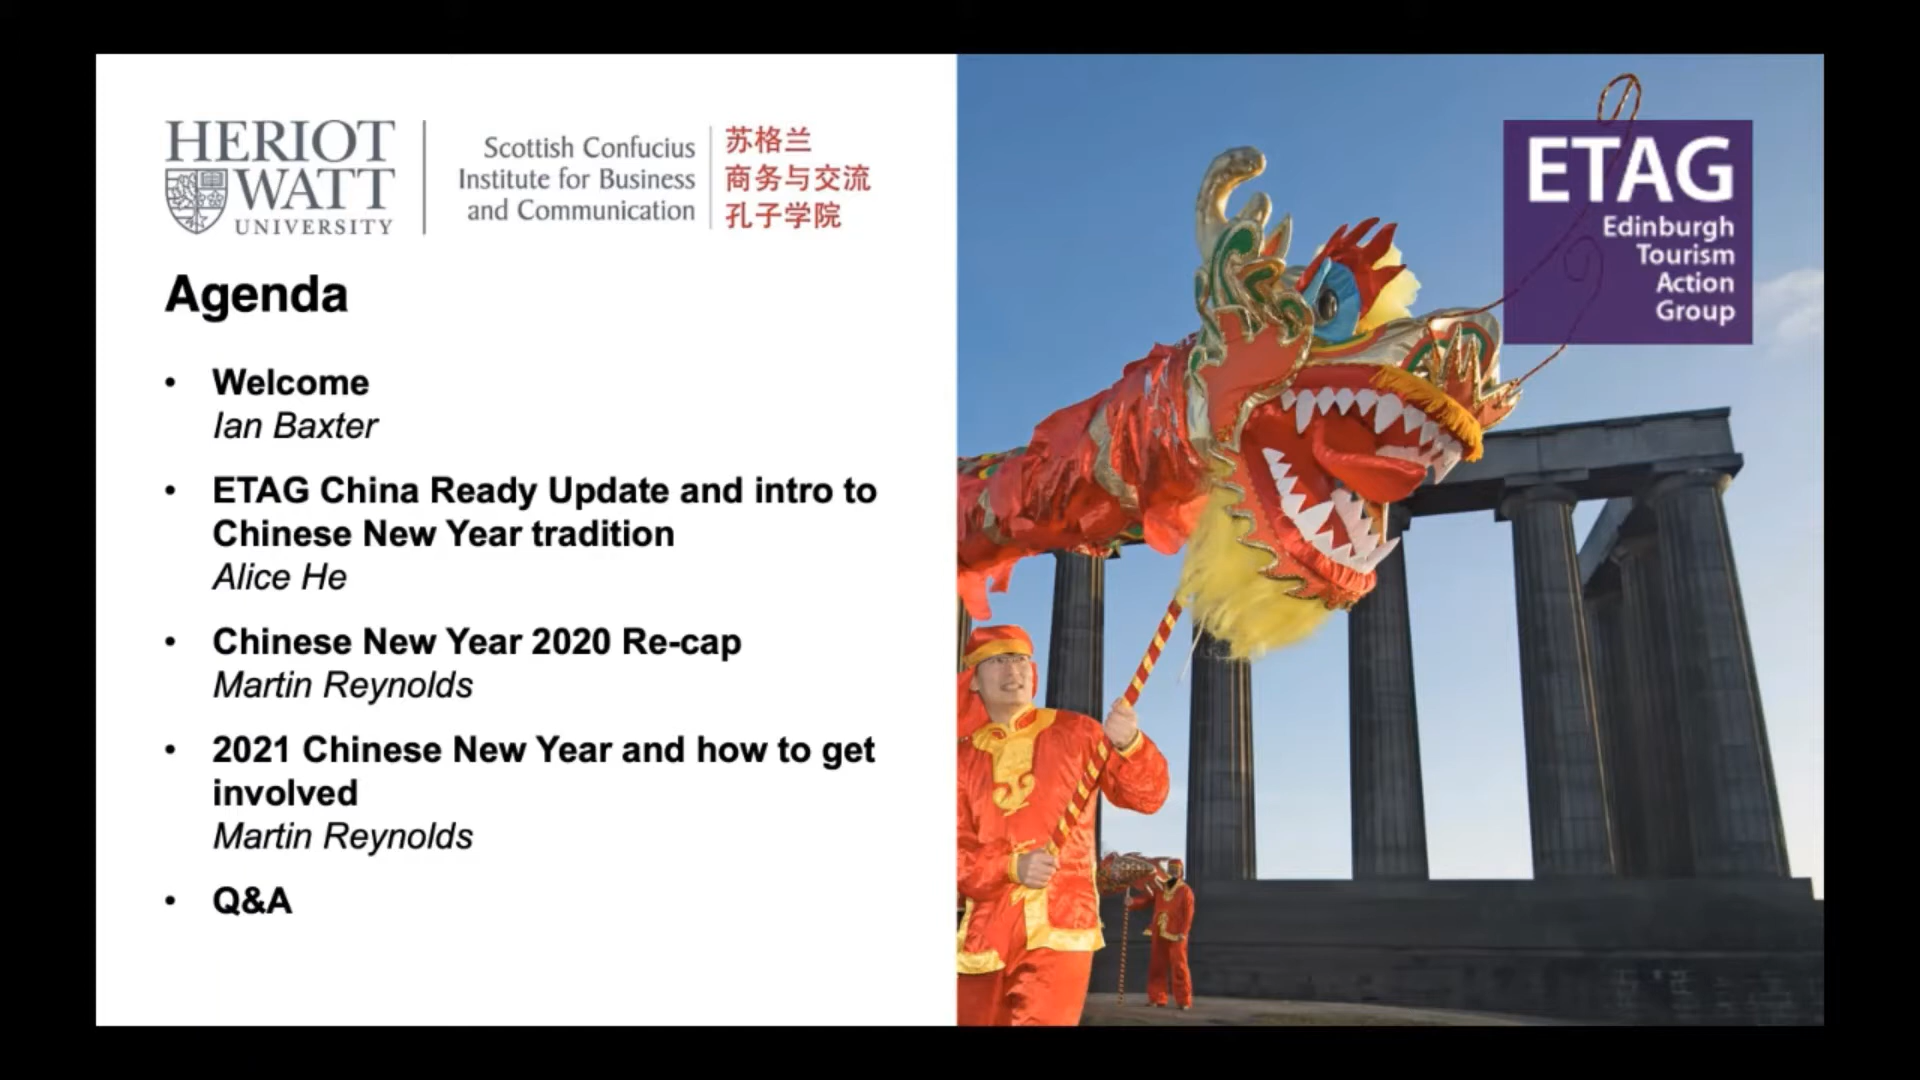 HERIOT
WATT
UNIVERSITY
Scottish Confucius
Institute for Business
and Communication
苏格兰
商务与交流
孔子学院
Agenda
• Welcome
Ian Baxter
• ETAG China Ready Update and intro to
Chinese New Year tradition
Alice He
• Chinese New Year 2020 Re-cap
Martin Reynolds
• 2021 Chinese New Year and how to get
involved
Martin Reynolds
• Q&A
ETAG
Edinburgh
Tourism
Action
Group